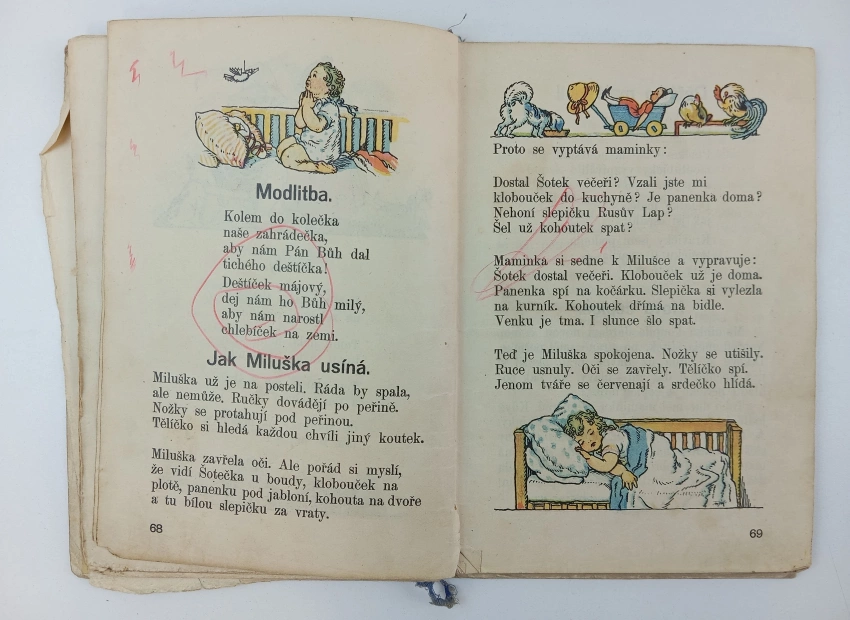 Modlitba.
Kolem do kolečka
naše zahrádečka,
aby nám Pán Bůh dal
tichého deštíčka!
Deštíček májový,
dej nám ho Bůh milý,
aby nám narostl
chlebíček na zemi.
Jak Miluška usíná.
Miluška už je na posteli. Ráda by spala,
ale nemůže. Ručky dovádějí po peřině.
Nožky se protahují pod peřinou.
Tělíčko si hledá každou chvíli jiný koutek.
Miluška zavřela oči. Ale pořád si myslí,
že vidí Šotečka u boudy, klobouček na
plotě, panenku pod jabloní, kohouta na dvoře
a tu bílou slepičku za vraty.
68
Proto se vyptává maminky:
Dostal Šotek večeři? Vzali jste mi
klobouček do kuchyně? Je panenka doma?
Nehoní slepičku Rusův Lap?
Šel už kohoutek spat?
Maminka si sedne k Milušce a vypravuje:
Šotek dostal večeři. Klobouček už je doma.
Panenka spí na kočárku. Slepička si vylezla
na kurník. Kohoutek dřímá na bidle.
Venku je tma. I slunce šlo spat.
Teď je Miluška spokojena. Nožky se utišily.
Ruce usnuly. Oči se zavřely. Tělíčko spí.
Jenom tváře se červenají a srdečko hlídá.
69